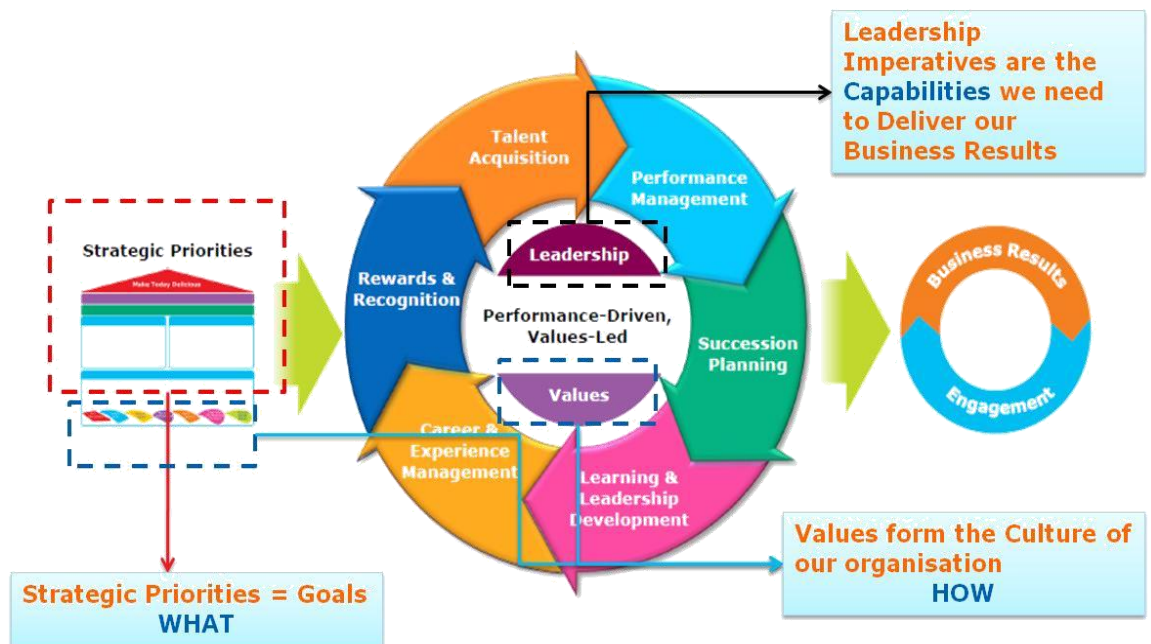 Leadership
Imperatives are the
Capabilities we need
to Deliver our
Business Results
Talent
Acquisition
Performance
Management
Strategic Priorities
Make Today Delicious
Leadership
Rewards &
Recognition
Performance-Driven,
Values-Led
Succession
Planning
Business Results
Engagement
Values
Career &
Experience
Management
Learning &
Leadership
Development
Values form the Culture of
our organisation
HOW
Strategic Priorities = Goals
WHAT